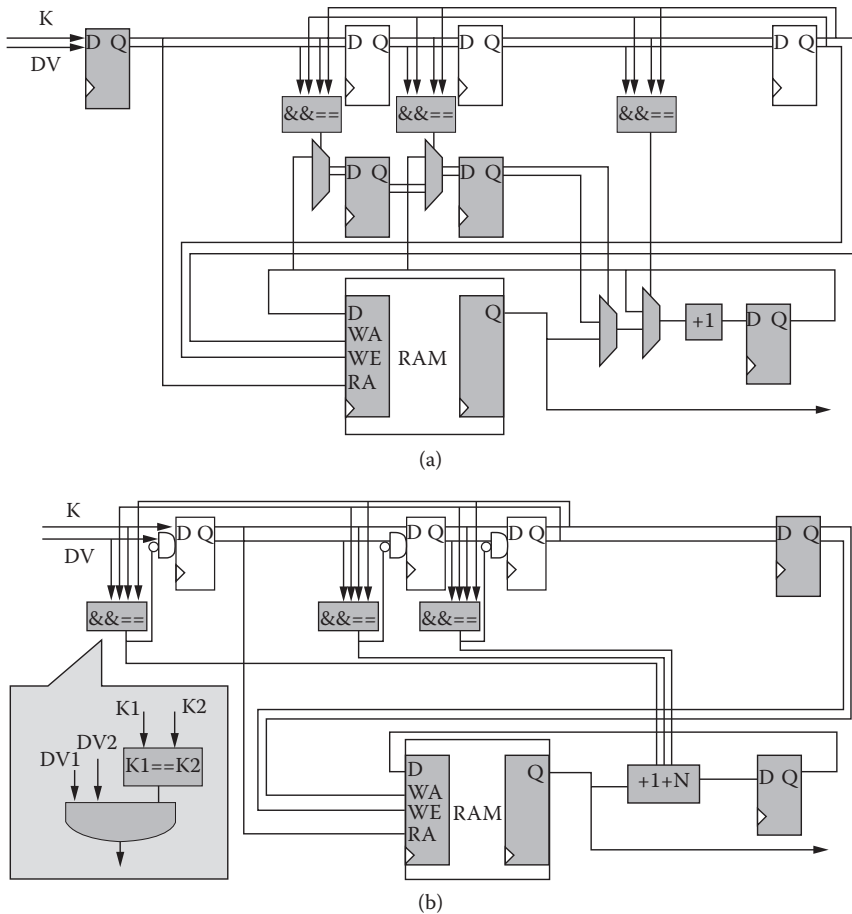 K
DV
D Q
D Q
D Q
D Q
&&==
&&==
&&==
D Q
D Q
D
WA
WE
RA
RAM
Q
+1
D Q
(a)
K
DV
D Q
D Q
D Q
D Q
&&==
&&==
&&==
K1
K2
DV1
DV2
K1==K2
D
WA
WE
RA
RAM
Q
+1+N
D Q
(b)